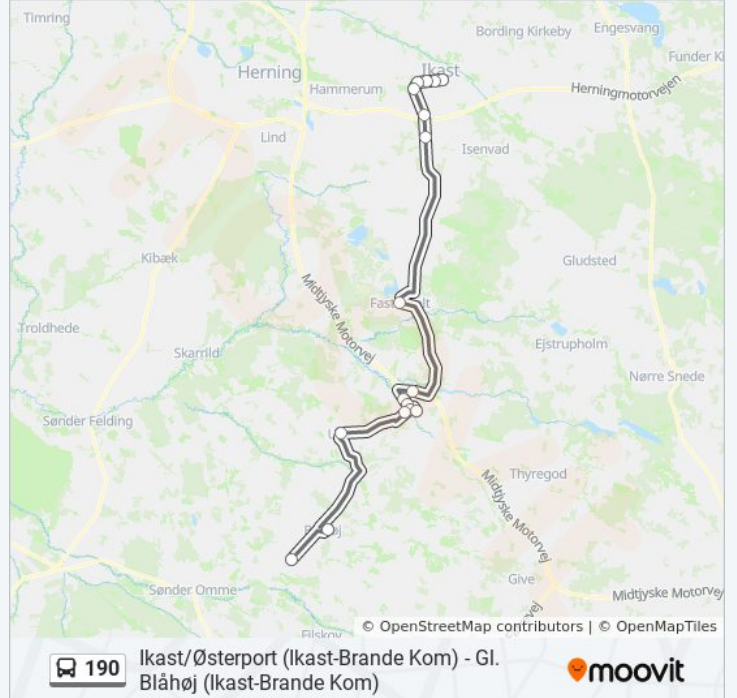 Timring
Engesvang
Bording Kirkeby
Funder Ki
Herning
Ikast
Hammerum
Herningmotorvejen
Lind
Isenvad
Kibæk
Gludsted
Midtjyske Motorvej
Troldhede
Skarrild
Ejstrupholm
Nørre Snede
Sønder Felding
Thyregod
Midtjyske Motorvej
Give
Sønder Omme
Midtjyske Motorvej
Filskov
© OpenStreetMap contributors | © OpenMapTiles
190
Ikast/Østerport (Ikast-Brande Kom) - Gl.
Blåhøj (Ikast-Brande Kom)
moovit